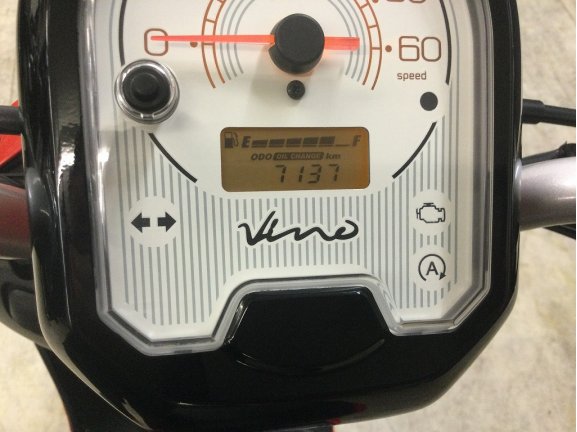 0 60
speed
E F
ODO OIL CHANGE km
7137
Vino
A